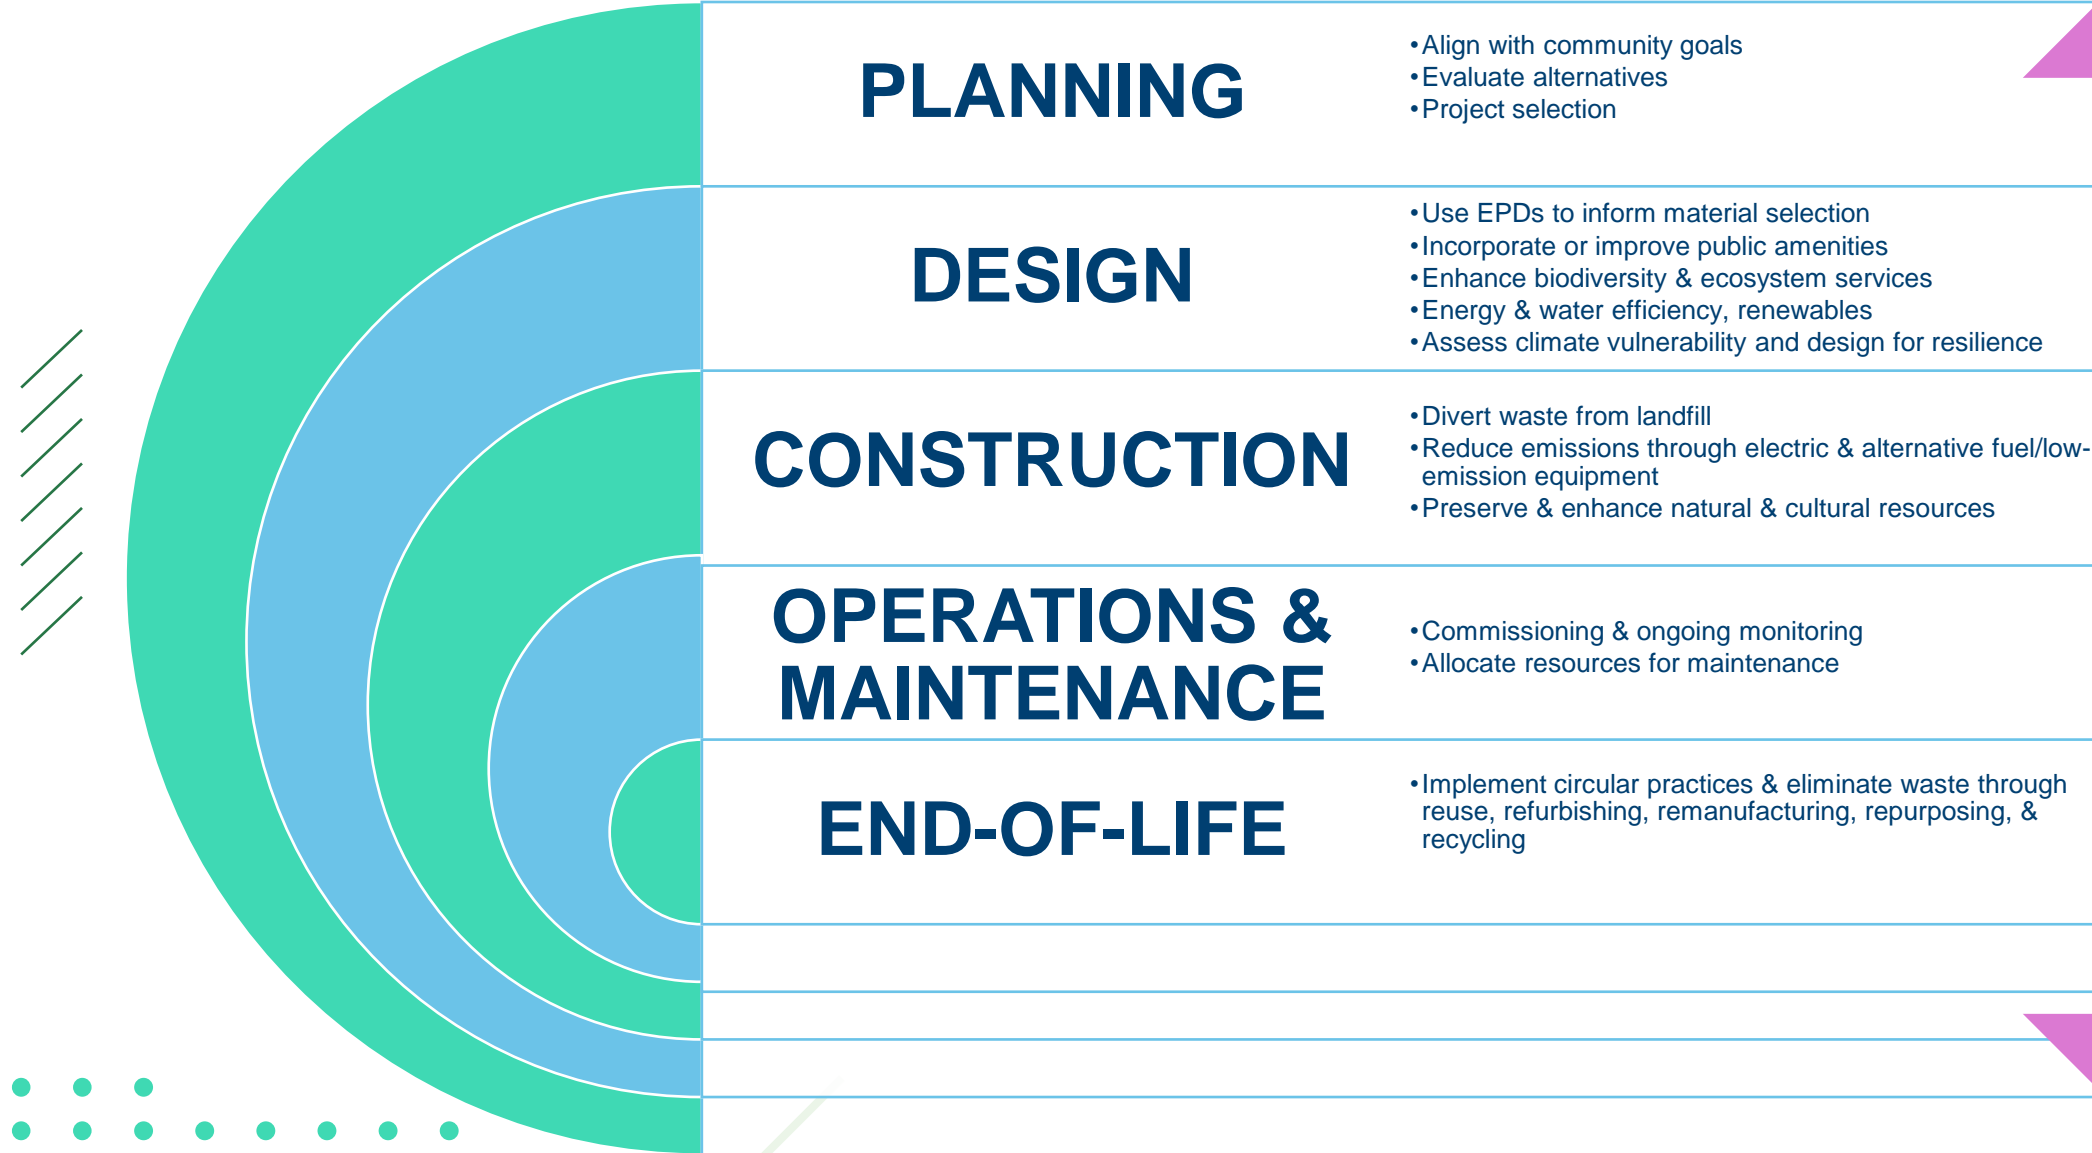 PLANNING
•Align with community goals
•Evaluate alternatives
•Project selection
DESIGN
•Use EPDs to inform material selection
•Incorporate or improve public amenities
•Enhance biodiversity & ecosystem services
•Energy & water efficiency, renewables
•Assess climate vulnerability and design for resilience
CONSTRUCTION
•Divert waste from landfill
•Reduce emissions through electric & alternative fuel/low-
emission equipment
•Preserve & enhance natural & cultural resources
OPERATIONS &
MAINTENANCE
•Commissioning & ongoing monitoring
•Allocate resources for maintenance
END-OF-LIFE
•Implement circular practices & eliminate waste through
reuse, refurbishing, remanufacturing, repurposing, &
recycling